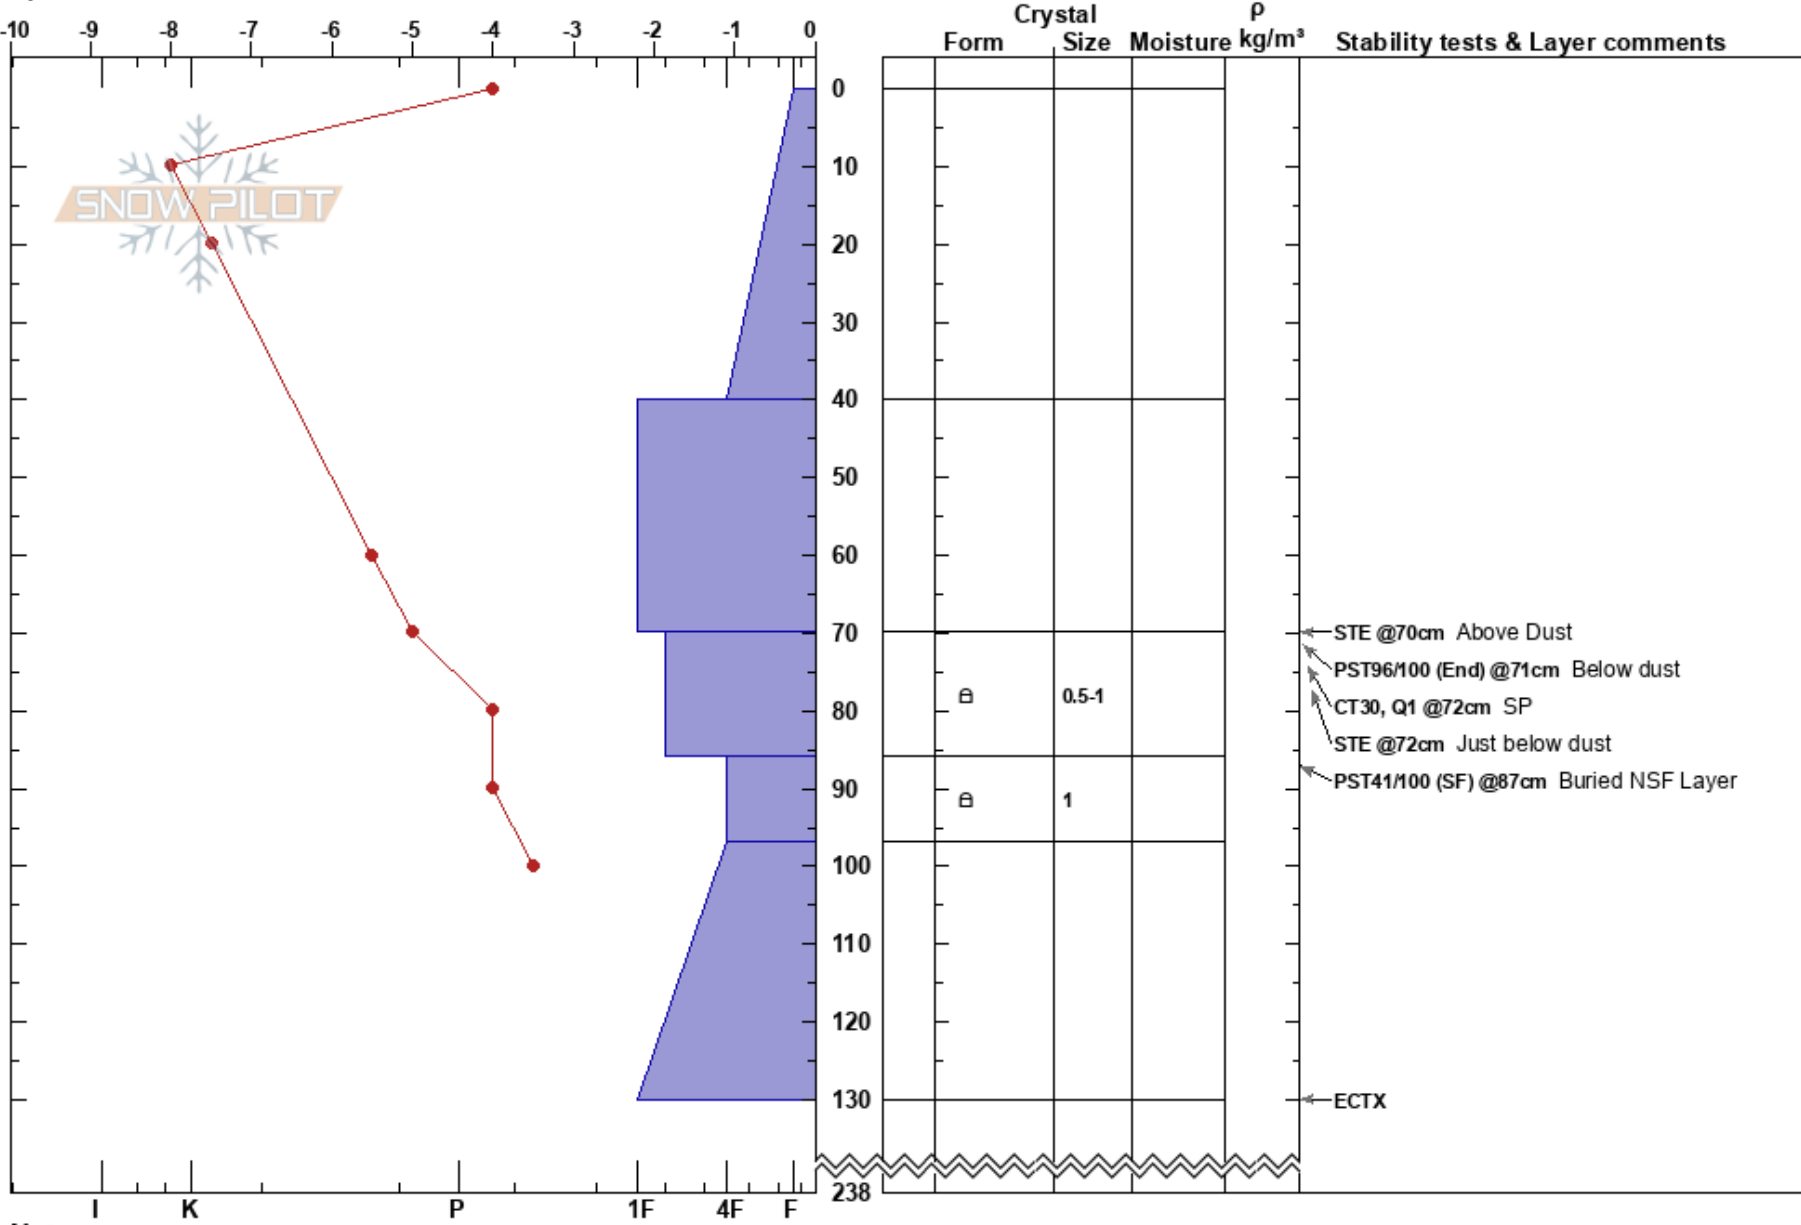 Crystal ρ
-10 -9 -8 -7 -6 -5 -4 -3 -2 -1 0 Form Size Moisture kg/m³ Stability tests & Layer comments
0
10
SNOW PILOT
20
30
40
50
60
70 STE @70cm Above Dust
PST96/100 (End) @71cm Below dust
0.5-1
CT30, Q1 @72cm SP
80
STE @72cm Just below dust
PST41/100 (SF) @87cm Buried NSF Layer
90
1
100
110
120
130 ECTX
238
I K P 1F 4F F